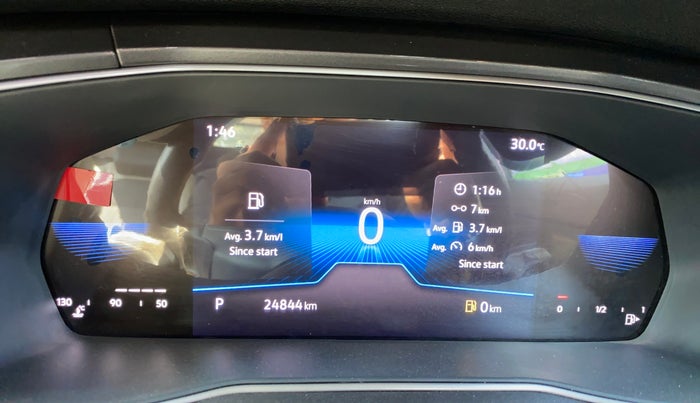 1:46
30.0°C
Avg. 3.7 km/l
Since start
km/h
0
1:16 h
7 km
Avg. 3.7 km/l
Avg. 6 km/h
Since start
130 90 50
P 24844 km
0 km
0 1/2 1